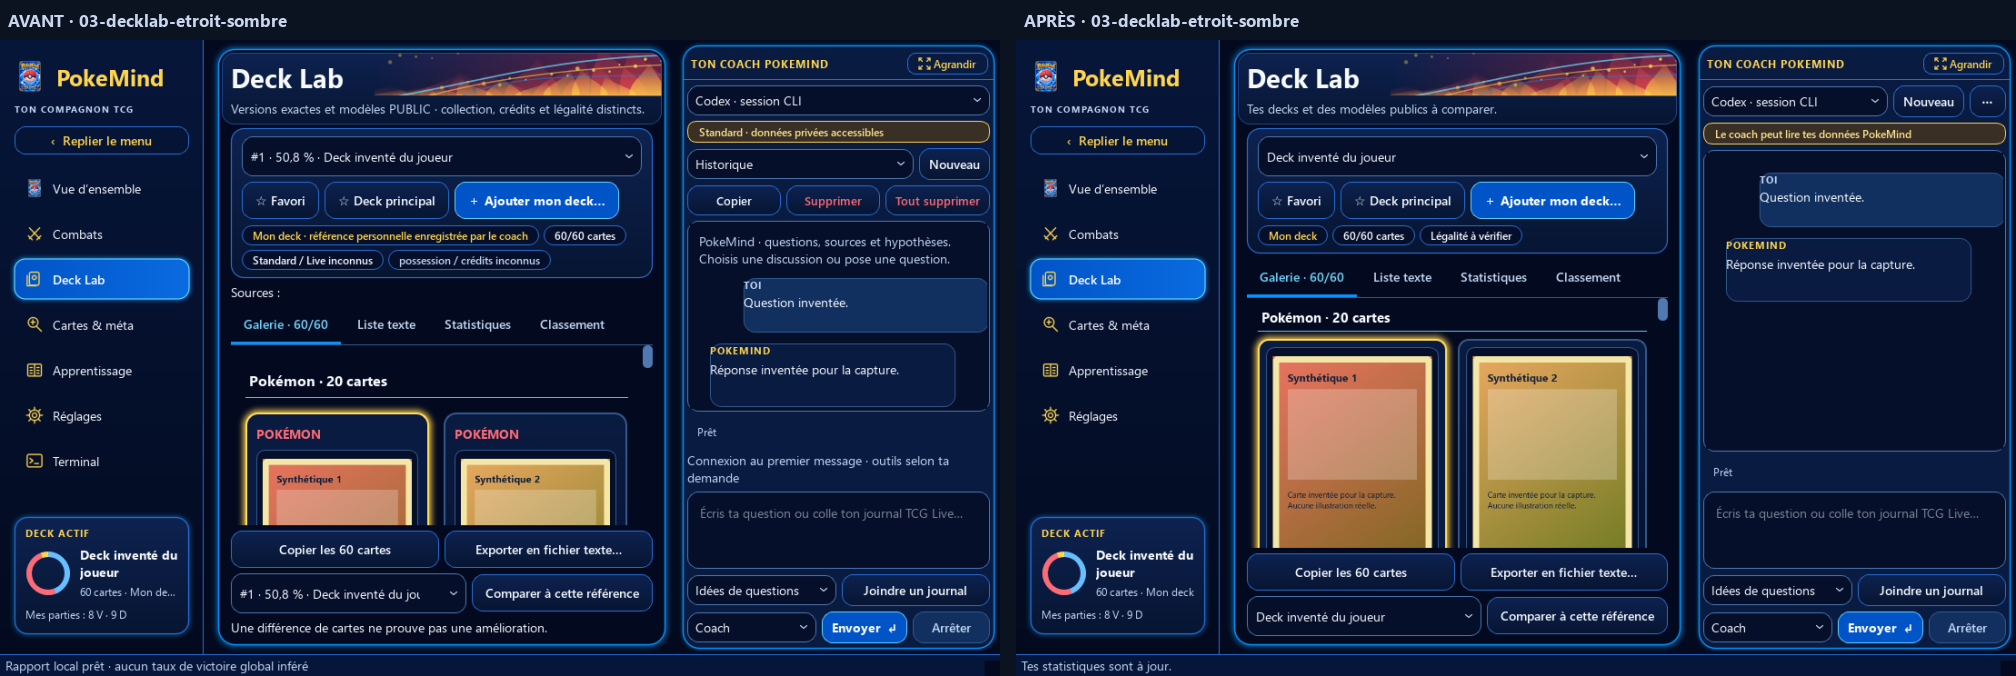 AVANT · 03-decklab-etroit-sombre
PokeMind
TON COMPAGNON TCG
‹ Replier le menu
Vue d'ensemble
Combats
Deck Lab
Cartes & méta
Apprentissage
Réglages
Terminal
DECK ACTIF
Deck inventé du
joueur
60 cartes · Mon de...
Mes parties : 8 V · 9 D
Deck Lab
Versions exactes et modèles PUBLIC · collection, crédits et légalité distincts.
#1 · 50,8 % · Deck inventé du joueur
☆ Favori
☆ Deck principal
+ Ajouter mon deck...
Mon deck · référence personnelle enregistrée par le coach
60/60 cartes
Standard / Live inconnus
possession / crédits inconnus
Sources :
Galerie · 60/60
Liste texte
Statistiques
Classement
Pokémon · 20 cartes
POKÉMON
Synthétique 1
POKÉMON
Synthétique 2
Copier les 60 cartes
Exporter en fichier texte...
#1 · 50,8 % · Deck inventé du jou
Comparer à cette référence
Une différence de cartes ne prouve pas une amélioration.
TON COACH POKEMIND
Agrandir
Codex · session CLI
Standard · données privées accessibles
Historique
Nouveau
Copier
Supprimer
Tout supprimer
PokeMind · questions, sources et hypothèses.
Choisis une discussion ou pose une question.
TOI
Question inventée.
POKEMIND
Réponse inventée pour la capture.
Prêt
Connexion au premier message · outils selon ta
demande
Écris ta question ou colle ton journal TCG Live...
Idées de questions
Joindre un journal
Coach
Envoyer ↲
Arrêter
Rapport local prêt · aucun taux de victoire global inféré
APRÈS · 03-decklab-etroit-sombre
PokeMind
TON COMPAGNON TCG
‹ Replier le menu
Vue d'ensemble
Combats
Deck Lab
Cartes & méta
Apprentissage
Réglages
DECK ACTIF
Deck inventé du
joueur
60 cartes · Mon deck
Mes parties : 8 V · 9 D
Deck Lab
Tes decks et des modèles publics à comparer.
Deck inventé du joueur
☆ Favori
☆ Deck principal
+ Ajouter mon deck...
Mon deck
60/60 cartes
Légalité à vérifier
Galerie · 60/60
Liste texte
Statistiques
Classement
Pokémon · 20 cartes
Synthétique 1
Carte inventée pour la capture.
Aucune illustration réelle.
Synthétique 2
Carte inventée pour la capture.
Aucune illustration réelle.
Copier les 60 cartes
Exporter en fichier texte...
Deck inventé du joueur
Comparer à cette référence
TON COACH POKEMIND
Agrandir
Codex · session CLI
Nouveau
...
Le coach peut lire tes données PokeMind
TOI
Question inventée.
POKEMIND
Réponse inventée pour la capture.
Prêt
Écris ta question ou colle ton journal TCG Live...
Idées de questions
Joindre un journal
Coach
Envoyer ↲
Arrêter
Tes statistiques sont à jour.